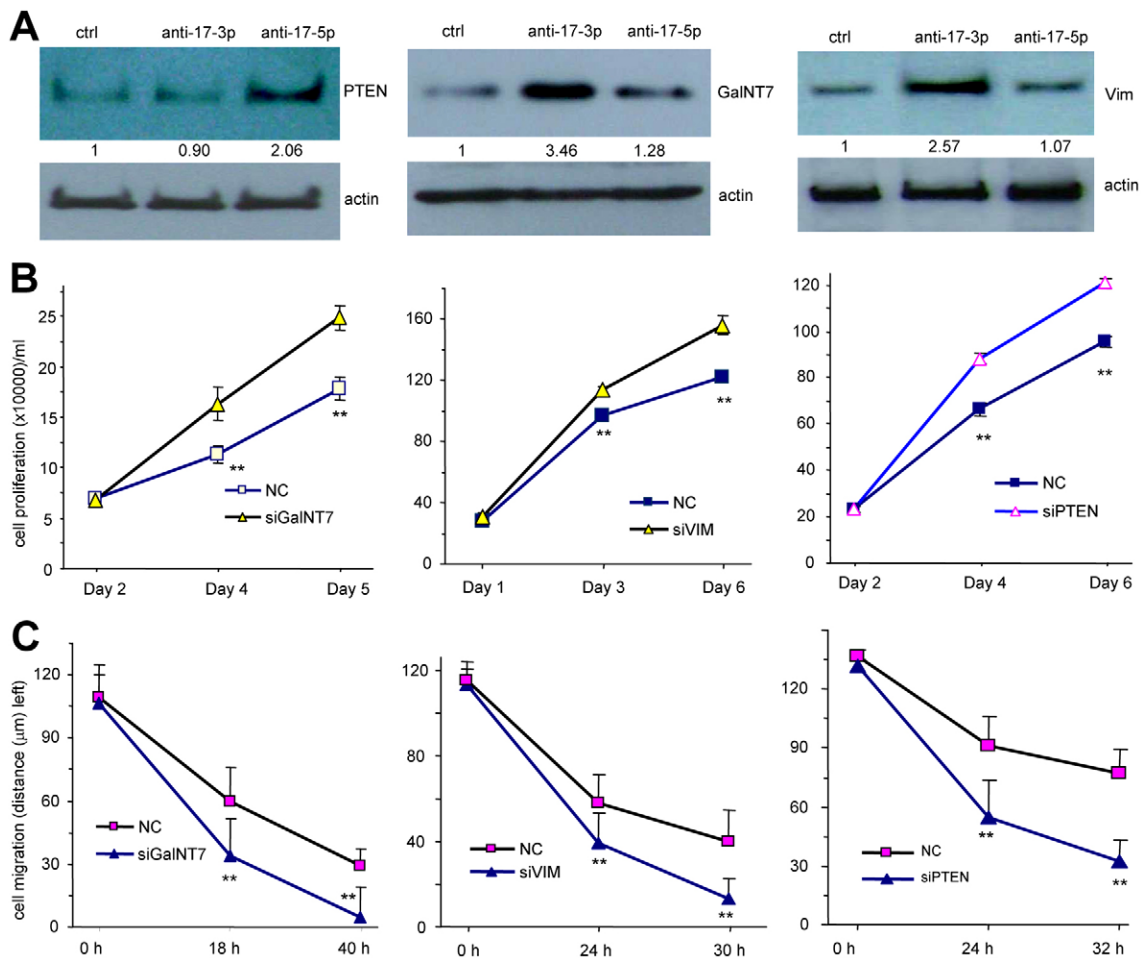 A
ctrl anti-17-3p anti-17-5p
PTEN
1 0.90 2.06
actin
ctrl anti-17-3p anti-17-5p
GalNT7
1 3.46 1.28
actin
ctrl anti-17-3p anti-17-5p
Vim
1 2.57 1.07
actin
B
cell proliferation (x10000)/ml
25
20
15
10
5
0
**
**
NC
siGalNT7
Day 2 Day 4 Day 5
160
120
80
40
0
**
**
NC
siVIM
Day 1 Day 3 Day 6
120
100
80
60
40
20
0
**
**
NC
siPTEN
Day 2 Day 4 Day 6
C
cell migration (distance (µm) left)
120
90
60
30
0
NC
siGalNT7
**
**
0 h 18 h 40 h
120
80
40
0
NC
siVIM
**
**
0 h 24 h 30 h
120
90
60
30
0
**
NC
siPTEN
**
0 h 24 h 32 h